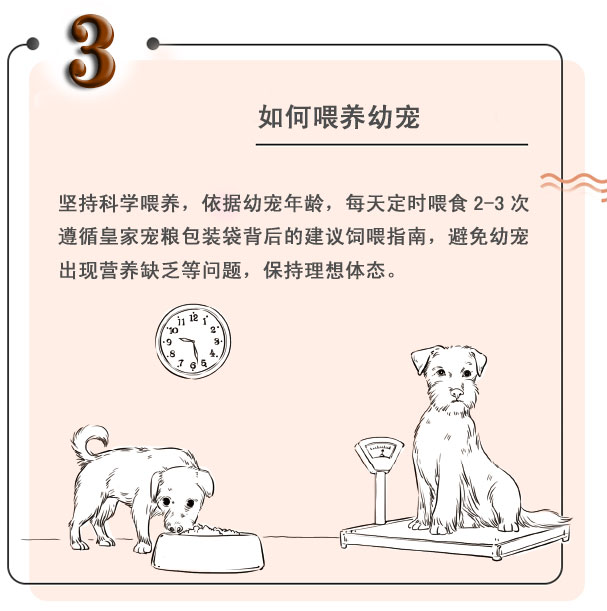 3
如何喂养幼宠
坚持科学喂养，依据幼宠年龄，每天定时喂食 2-3 次
遵循皇家宠粮包装袋背后的建议饲喂指南，避免幼宠
出现营养缺乏等问题，保持理想体态。
12
11 1
10 2
9 3
8 4
7 5
6